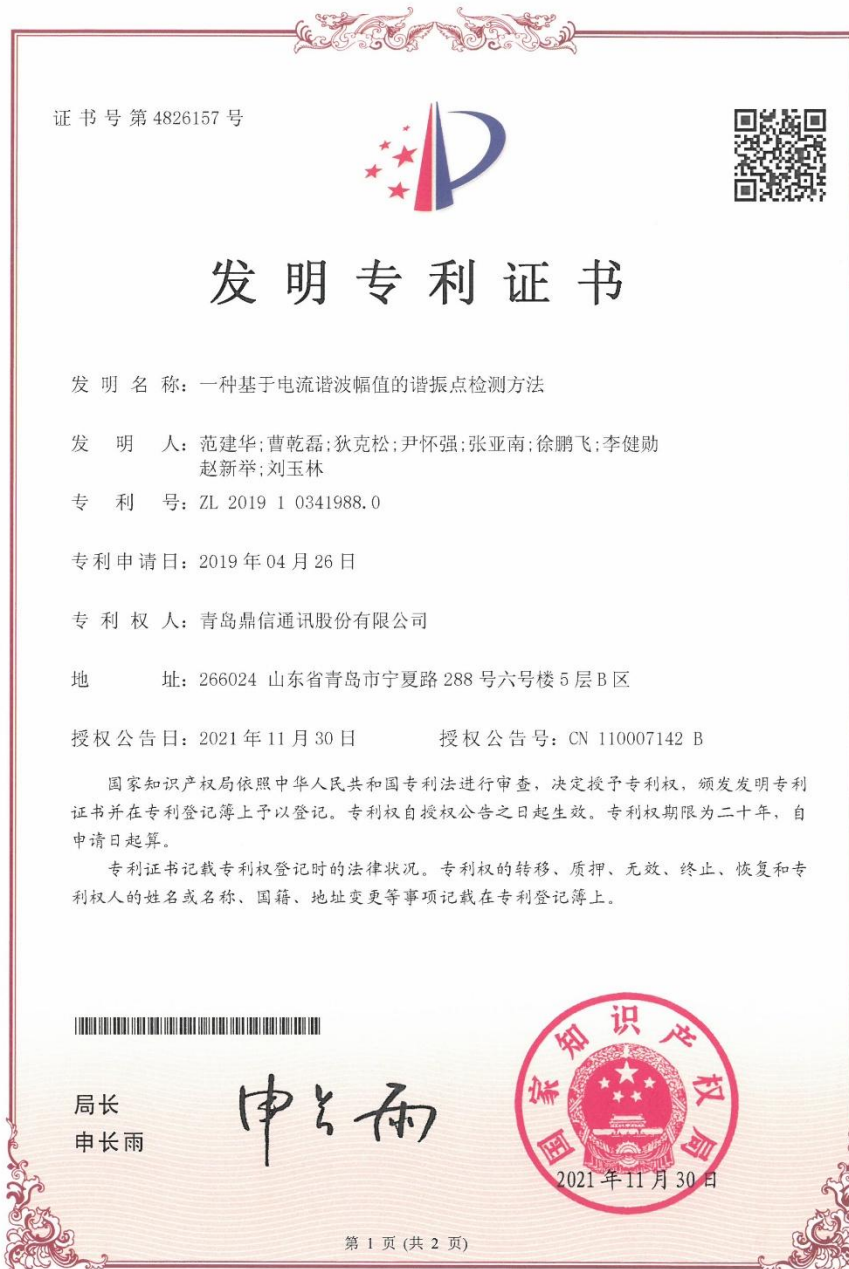 证书号第4826157号
发明专利证书
发明名称：一种基于电流谐波幅值的谐振点检测方法
发明人：范建华;曹乾磊;狄克松;尹怀强;张亚南;徐鹏飞;李健勋
赵新举;刘玉林
专利号：ZL 2019 1 0341988.0
专利申请日：2019年04月26日
专利权人：青岛鼎信通讯股份有限公司
地址：266024 山东省青岛市宁夏路288号六号楼5层B区
授权公告日：2021年11月30日 授权公告号：CN 110007142 B
国家知识产权局依照中华人民共和国专利法进行审查，决定授予专利权，颁发发明专利
证书并在专利登记簿上予以登记。专利权自授权公告之日起生效。专利权期限为二十年，自
申请日起算。
专利证书记载专利权登记时的法律状况。专利权的转移、质押、无效、终止、恢复和专
利权人的姓名或名称、国籍、地址变更等事项记载在专利登记簿上。
局长
申长雨
申长雨
国家知识产权局
2021年11月30日
第 1 页 (共 2 页)